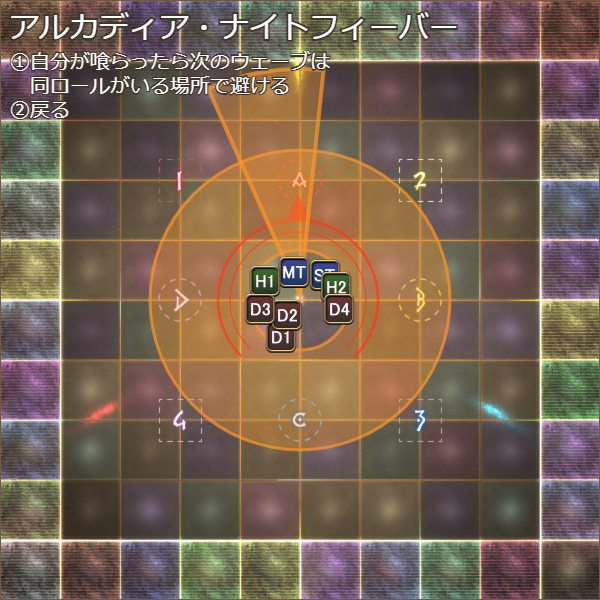 アルカディア・ナイトフィーバー
①自分が喰らったら次のウェーブは
同ロールがいる場所で避ける
②戻る
1 A 2
MT ST
H1 H2
D B
D3 D2 D4
D1
4 C 3